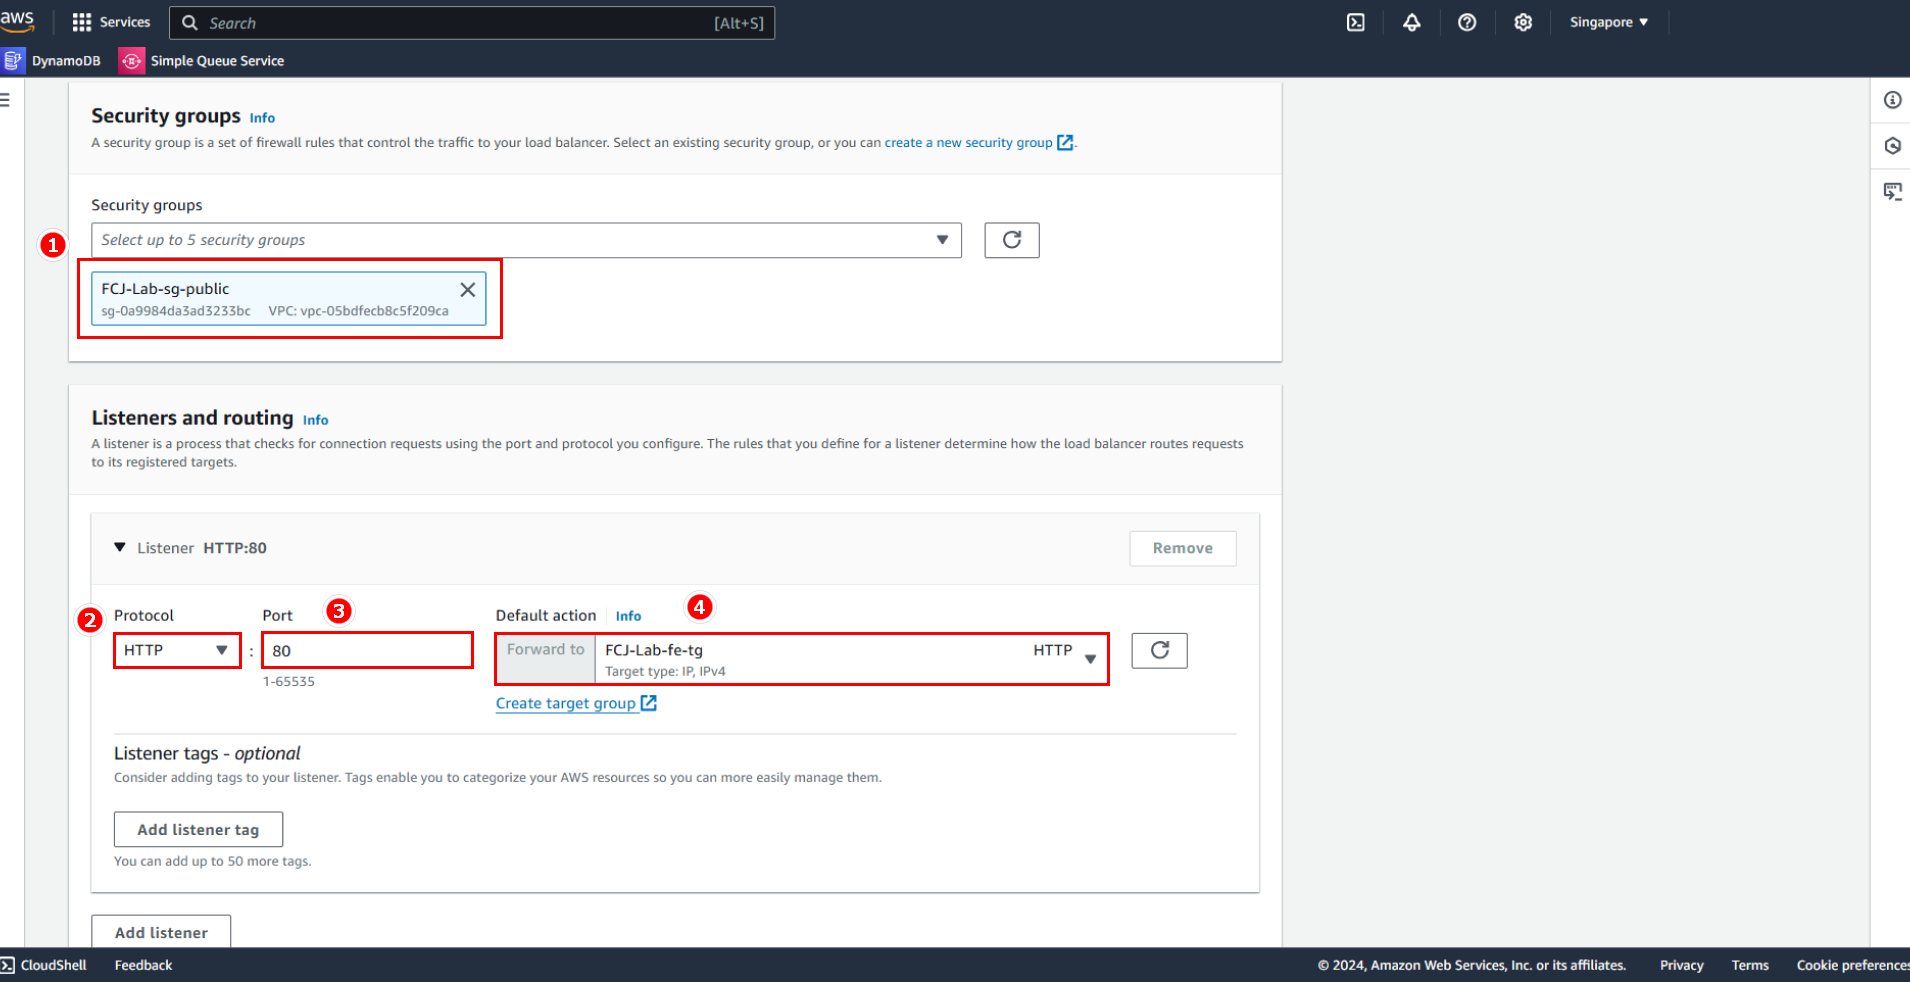 aws Services Search [Alt+S] Singapore
DynamoDB Simple Queue Service
Security groups Info
A security group is a set of firewall rules that control the traffic to your load balancer. Select an existing security group, or you can create a new security group.
Security groups
1
Select up to 5 security groups
FCJ-Lab-sg-public
sg-0a9984da3ad3233bc VPC: vpc-05bdfecb8c5f209ca
Listeners and routing Info
A listener is a process that checks for connection requests using the port and protocol you configure. The rules that you define for a listener determine how the load balancer routes requests
to its registered targets.
Listener HTTP:80 Remove
2 Protocol Port 3 Default action Info 4
HTTP : 80 Forward to FCJ-Lab-fe-tg HTTP
1-65535 Target type: IP, IPv4
Create target group
Listener tags - optional
Consider adding tags to your listener. Tags enable you to categorize your AWS resources so you can more easily manage them.
Add listener tag
You can add up to 50 more tags.
Add listener
CloudShell Feedback © 2024, Amazon Web Services, Inc. or its affiliates. Privacy Terms Cookie preferences